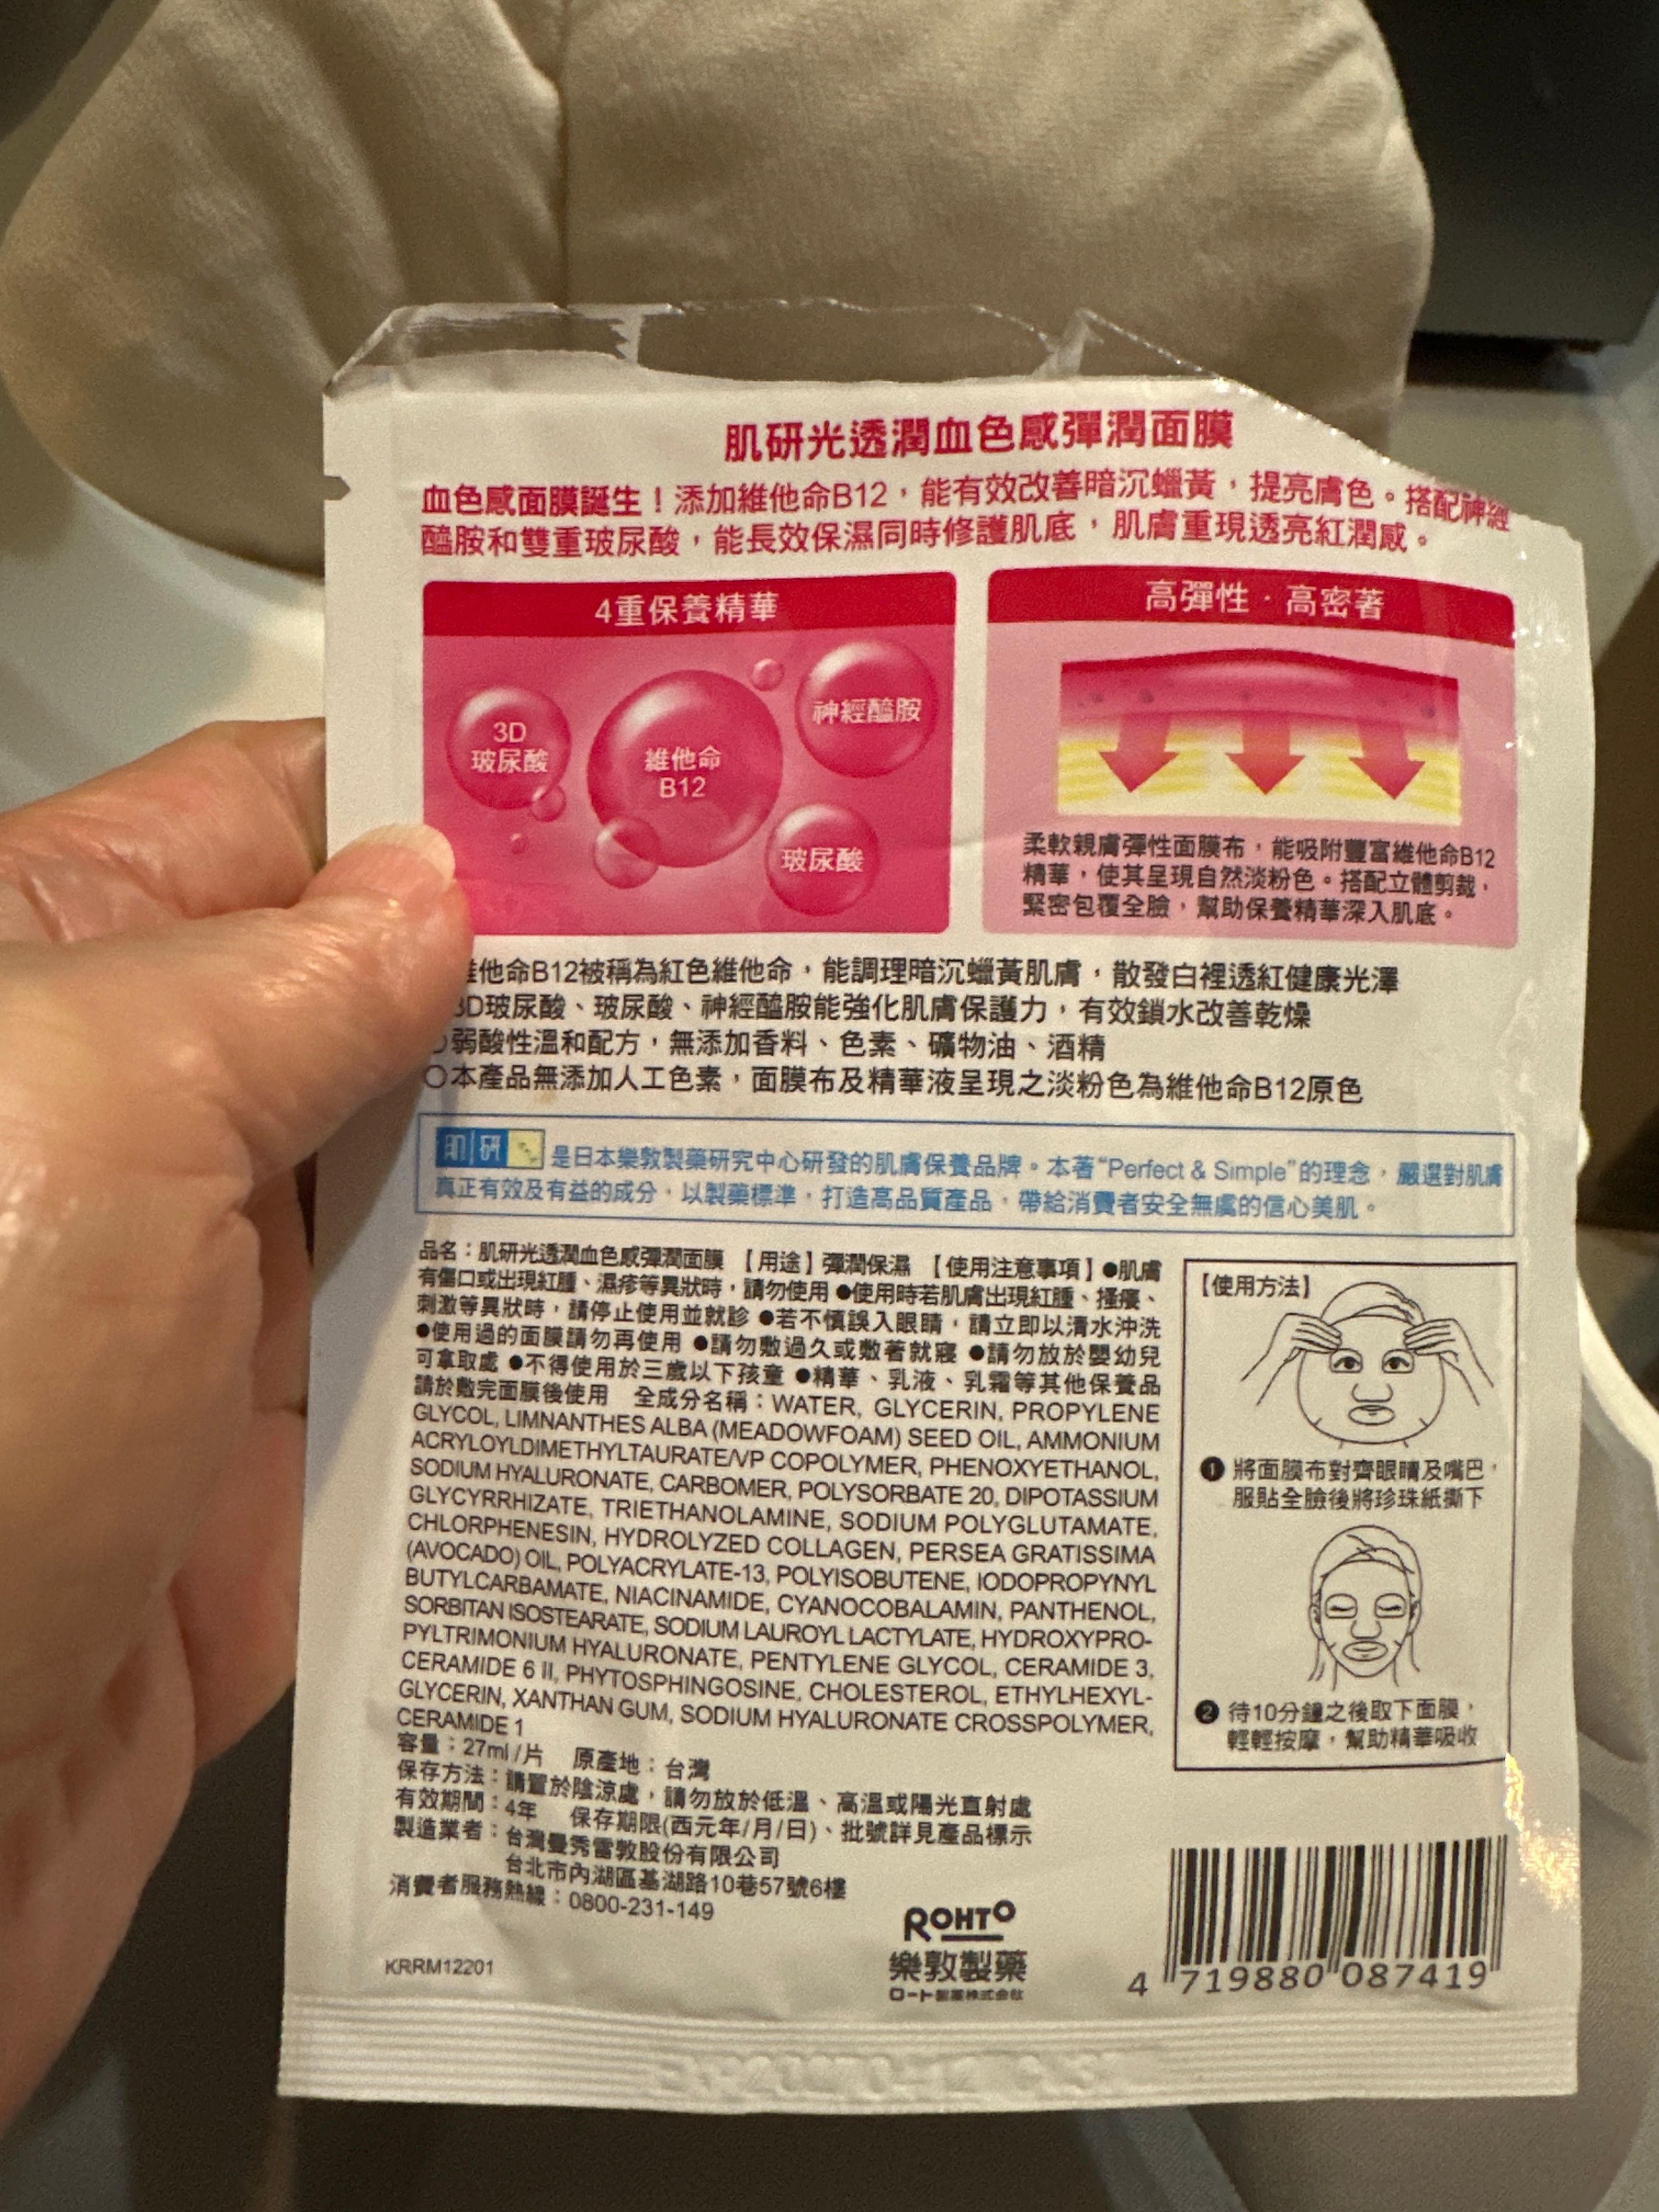 肌研光透潤血色感彈潤面膜
血色感面膜誕生！添加維他命B12，能有效改善暗沉蠟黃，提亮膚色。搭配神經
醯胺和雙重玻尿酸，能長效保濕同時修護肌底，肌膚重現透亮紅潤感。
4重保養精華
3D
玻尿酸
維他命
B12
神經醯胺
玻尿酸
高彈性·高密著
柔軟親膚彈性面膜布，能吸附豐富維他命B12
精華，使其呈現自然淡粉色。搭配立體剪裁，
緊密包覆全臉，幫助保養精華深入肌底。
維他命B12被稱為紅色維他命，能調理暗沉蠟黃肌膚，散發白裡透紅健康光澤
3D玻尿酸、玻尿酸、神經醯胺能強化肌膚保護力，有效鎖水改善乾燥
○弱酸性溫和配方，無添加香料、色素、礦物油、酒精
○本產品無添加人工色素，面膜布及精華液呈現之淡粉色為維他命B12原色
肌研 是日本樂敦製藥研究中心研發的肌膚保養品牌。本著“Perfect & Simple”的理念，嚴選對肌膚
真正有效及有益的成分，以製藥標準，打造高品質產品，帶給消費者安全無虞的信心美肌。
品名：肌研光透潤血色感彈潤面膜 【用途】彈潤保濕 【使用注意事項】●肌膚
有傷口或出現紅腫、濕疹等異狀時，請勿使用 ●使用時若肌膚出現紅腫、搔癢、
刺激等異狀時，請停止使用並就診 ●若不慎誤入眼睛，請立即以清水沖洗
●使用過的面膜請勿再使用 ●請勿敷過久或敷著就寢 ●請勿放於嬰幼兒
可拿取處 ●不得使用於三歲以下孩童 ●精華、乳液、乳霜等其他保養品
請於敷完面膜後使用 全成分名稱：WATER, GLYCERIN, PROPYLENE
GLYCOL, LIMNANTHES ALBA (MEADOWFOAM) SEED OIL, AMMONIUM
ACRYLOYLDIMETHYLTAURATE/VP COPOLYMER, PHENOXYETHANOL,
SODIUM HYALURONATE, CARBOMER, POLYSORBATE 20, DIPOTASSIUM
GLYCYRRHIZATE, TRIETHANOLAMINE, SODIUM POLYGLUTAMATE,
CHLORPHENESIN, HYDROLYZED COLLAGEN, PERSEA GRATISSIMA
(AVOCADO) OIL, POLYACRYLATE-13, POLYISOBUTENE, IODOPROPYNYL
BUTYLCARBAMATE, NIACINAMIDE, CYANOCOBALAMIN, PANTHENOL,
SORBITAN ISOSTEARATE, SODIUM LAUROYL LACTYLATE, HYDROXYPRO-
PYLTRIMONIUM HYALURONATE, PENTYLENE GLYCOL, CERAMIDE 3,
CERAMIDE 6 II, PHYTOSPHINGOSINE, CHOLESTEROL, ETHYLHEXYL-
GLYCERIN, XANTHAN GUM, SODIUM HYALURONATE CROSSPOLYMER,
CERAMIDE 1
容量：27ml /片 原產地：台灣
保存方法：請置於陰涼處，請勿放於低溫、高溫或陽光直射處
有效期間：4年 保存期限(西元年/月/日)、批號詳見產品標示
製造業者：台灣曼秀雷敦股份有限公司
台北市內湖區基湖路10巷57號6樓
消費者服務熱線：0800-231-149
【使用方法】
❶ 將面膜布對齊眼睛及嘴巴，
服貼全臉後將珍珠紙撕下
❷ 待10分鐘之後取下面膜，
輕輕按摩，幫助精華吸收
KRRM12201
ROHTO
樂敦製藥
ロート製薬株式会社
4 719880 087419